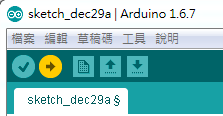 sketch_dec29a | Arduino 1.6.7
檔案 編輯 草稿碼 工具 說明
sketch_dec29a §